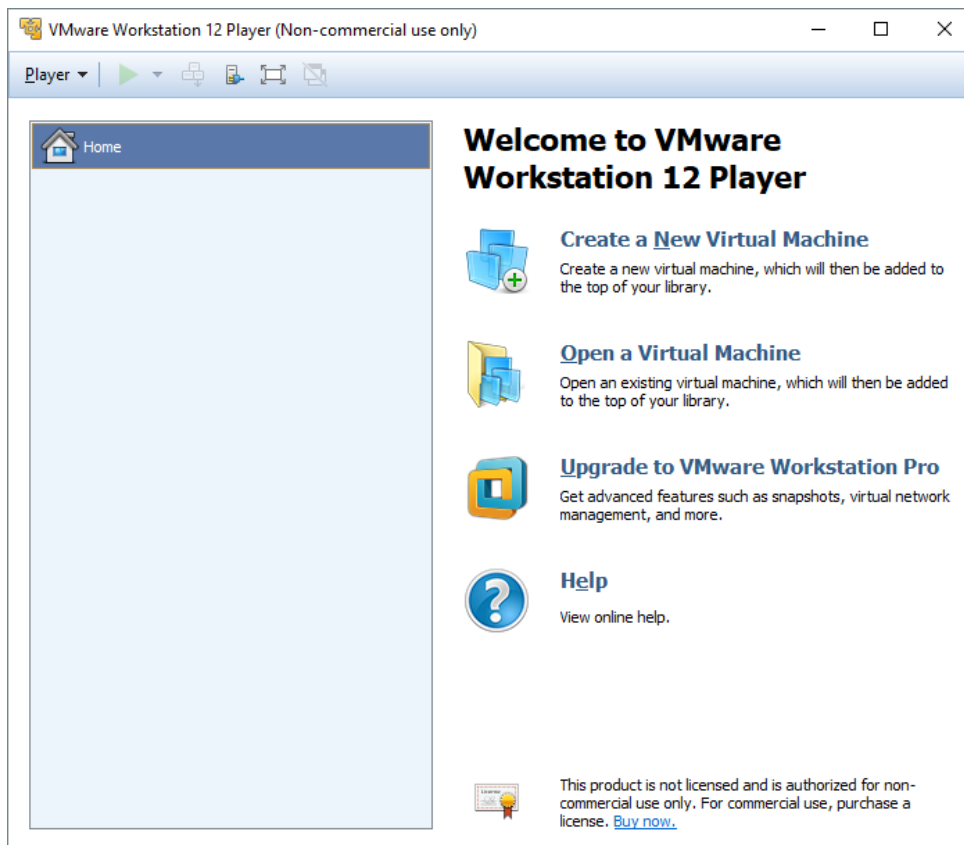 VMware Workstation 12 Player (Non-commercial use only)
Player
Home
Welcome to VMware
Workstation 12 Player
Create a New Virtual Machine
Create a new virtual machine, which will then be added to
the top of your library.
Open a Virtual Machine
Open an existing virtual machine, which will then be added
to the top of your library.
Upgrade to VMware Workstation Pro
Get advanced features such as snapshots, virtual network
management, and more.
Help
View online help.
This product is not licensed and is authorized for non-
commercial use only. For commercial use, purchase a
license. Buy now.